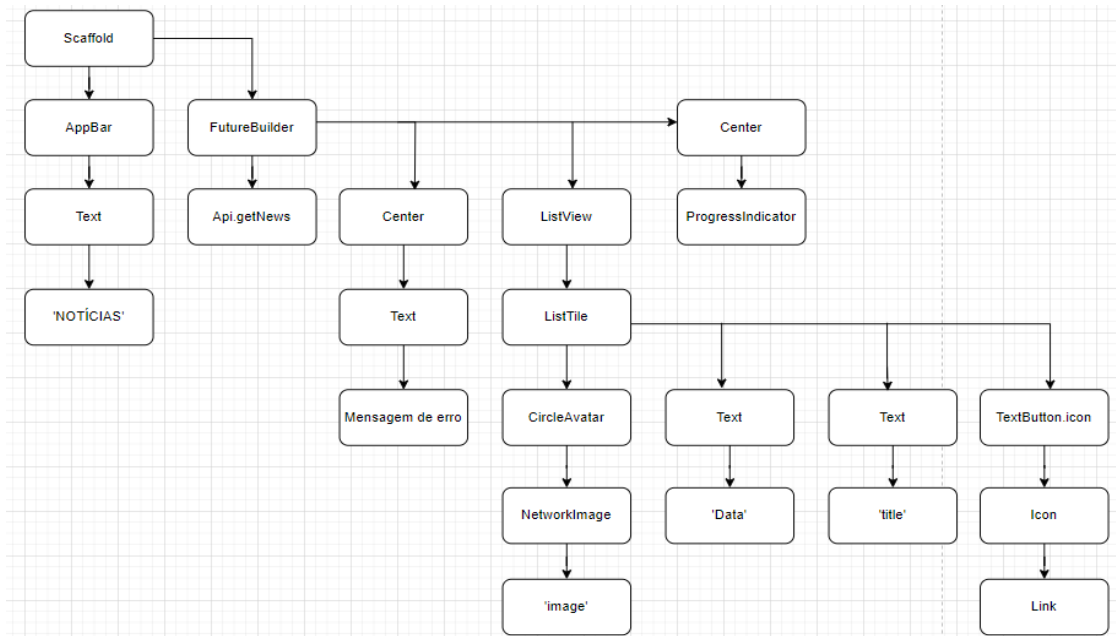 Scaffold
AppBar
FutureBuilder
Center
Text
Api.getNews
Center
ListView
ProgressIndicator
'NOTÍCIAS'
Text
ListTile
Mensagem de erro
CircleAvatar
Text
Text
TextButton.icon
NetworkImage
'Data'
'title'
Icon
'image'
Link